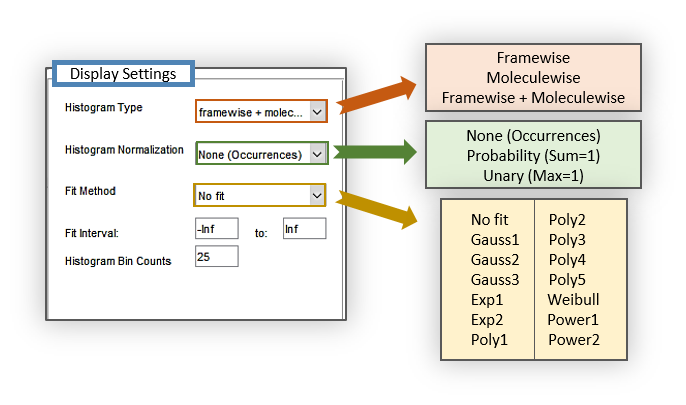 Display Settings
Histogram Type
framewise + molec...
Histogram Normalization
None (Occurrences)
Fit Method
No fit
Fit Interval:
-Inf
to:
Inf
Histogram Bin Counts
25
Framewise
Moleculewise
Framewise + Moleculewise
None (Occurrences)
Probability (Sum=1)
Unary (Max=1)
No fit
Gauss1
Gauss2
Gauss3
Exp1
Exp2
Poly1
Poly2
Poly3
Poly4
Poly5
Weibull
Power1
Power2